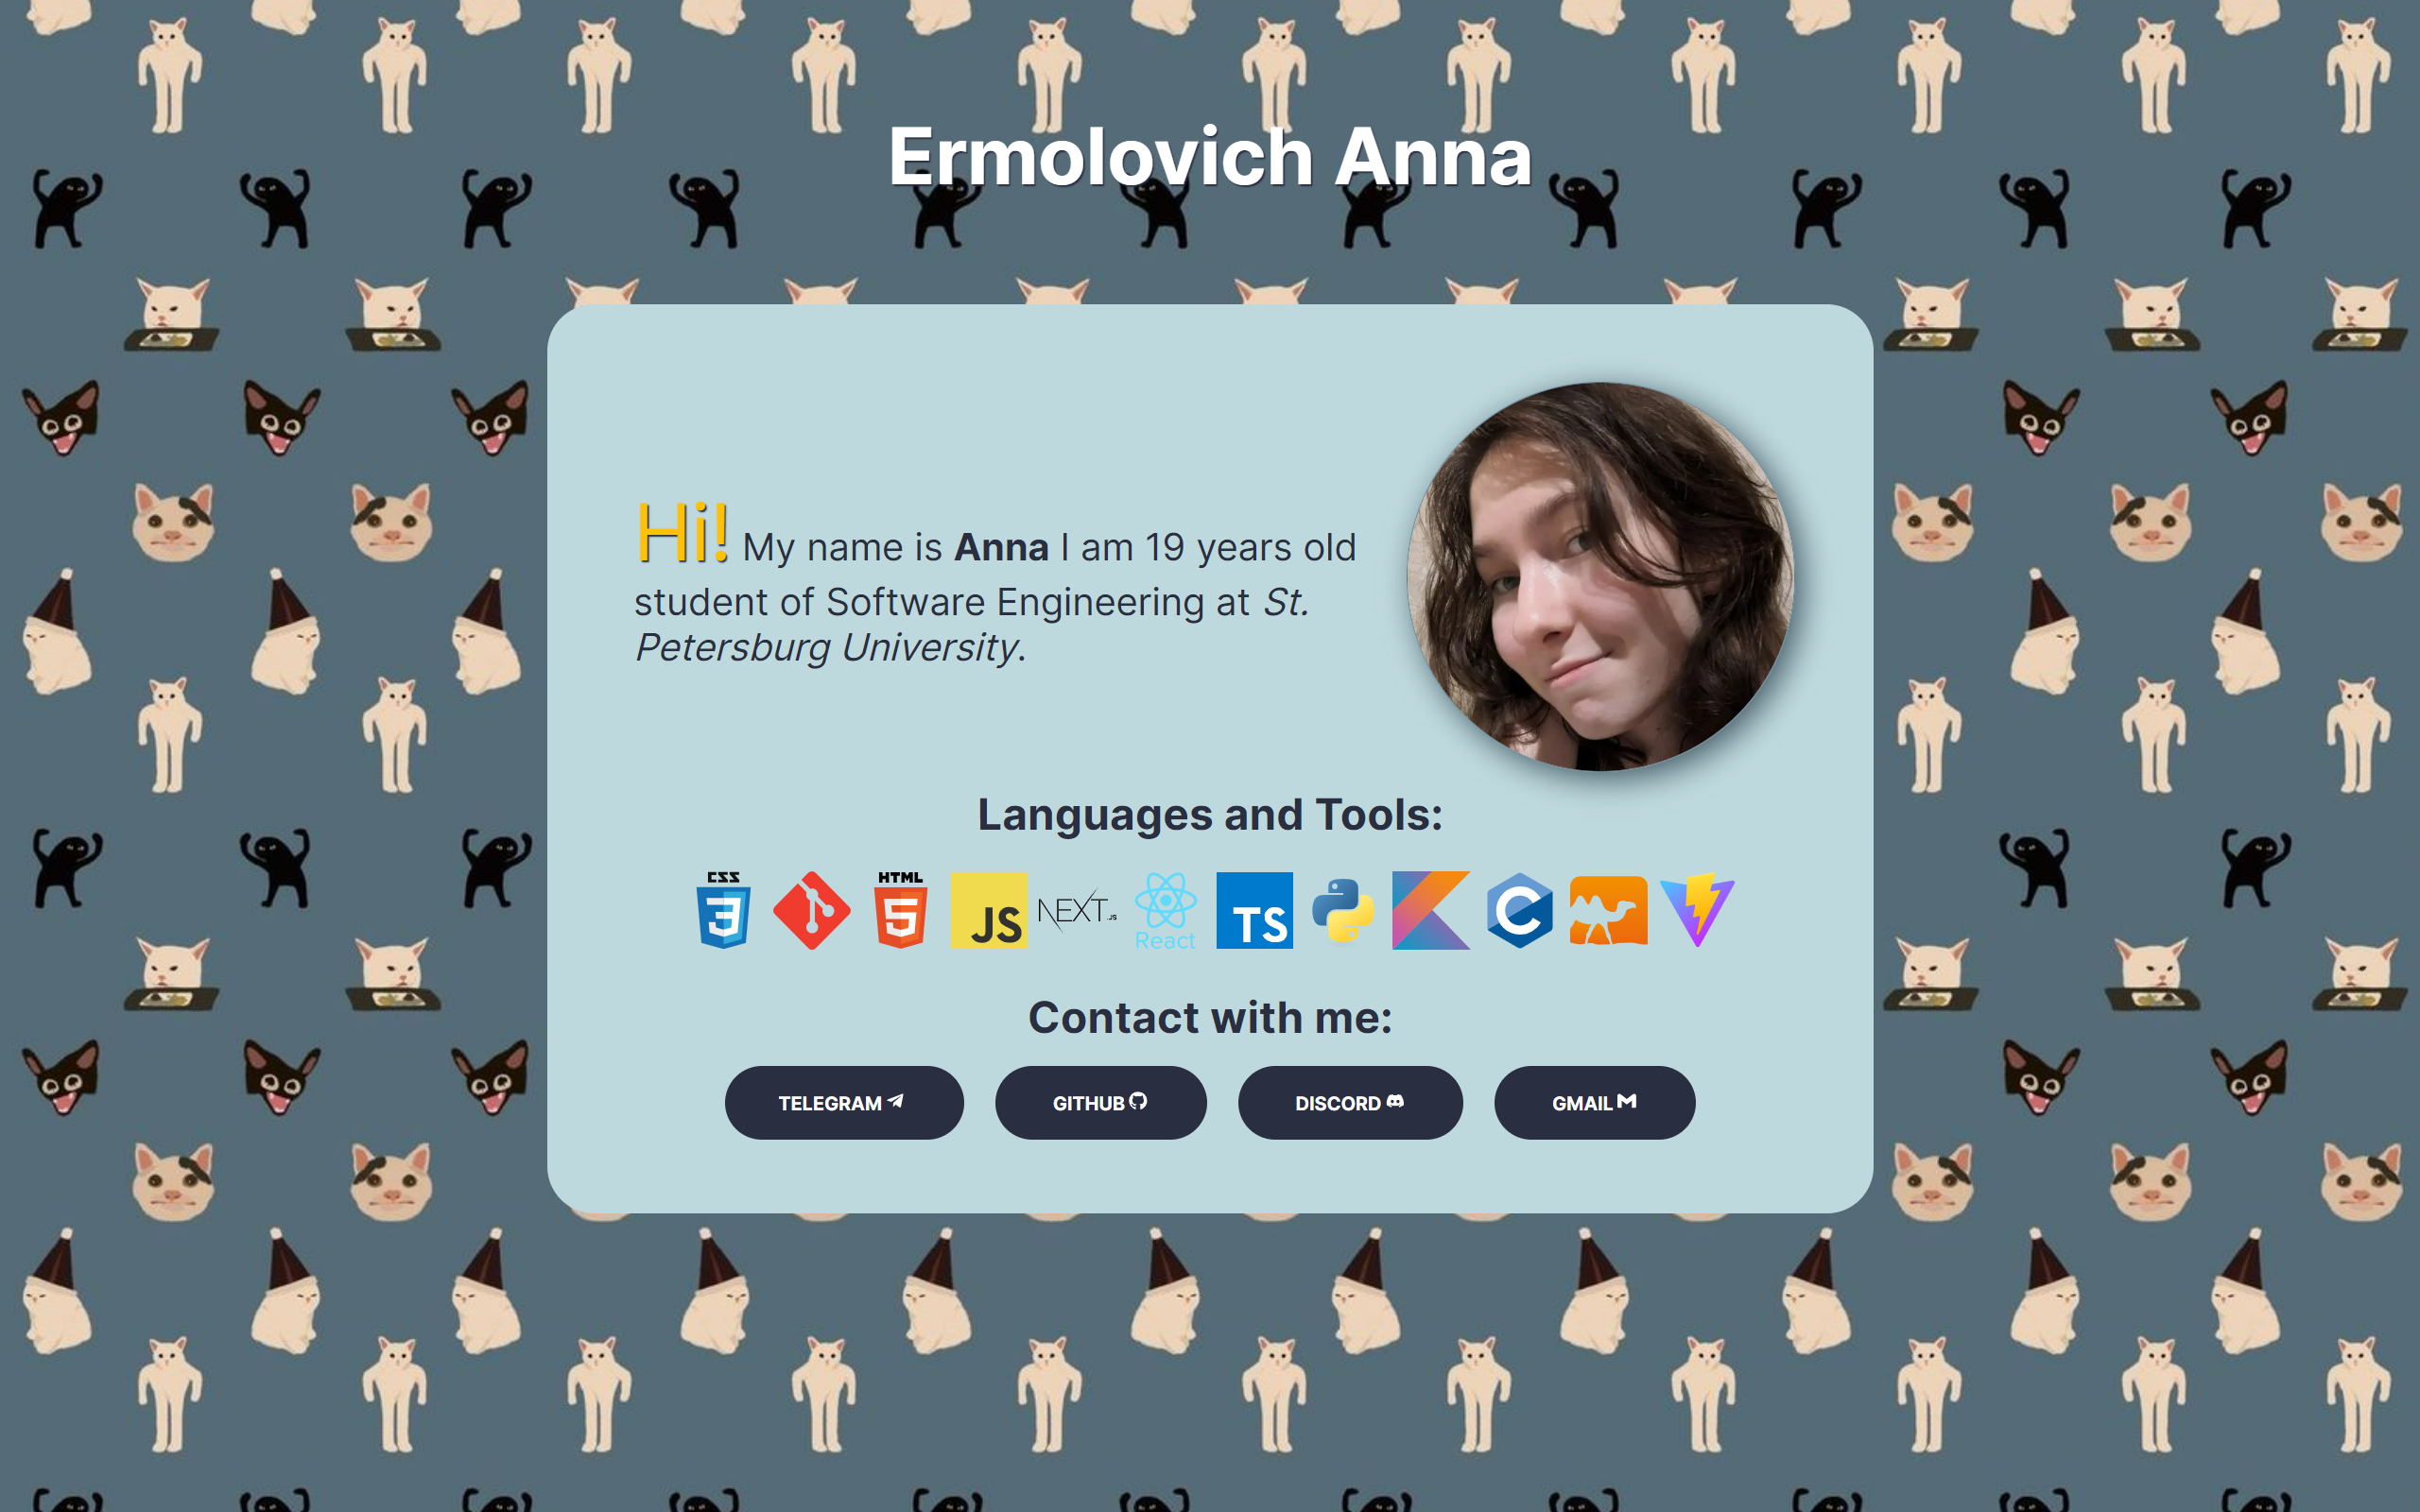 Ermolovich Anna
Hi! My name is Anna I am 19 years old
student of Software Engineering at St.
Petersburg University.
Languages and Tools:
CSS 3 HTML 5 JS NEXT.JS React TS C
Contact with me:
TELEGRAM GITHUB DISCORD GMAIL